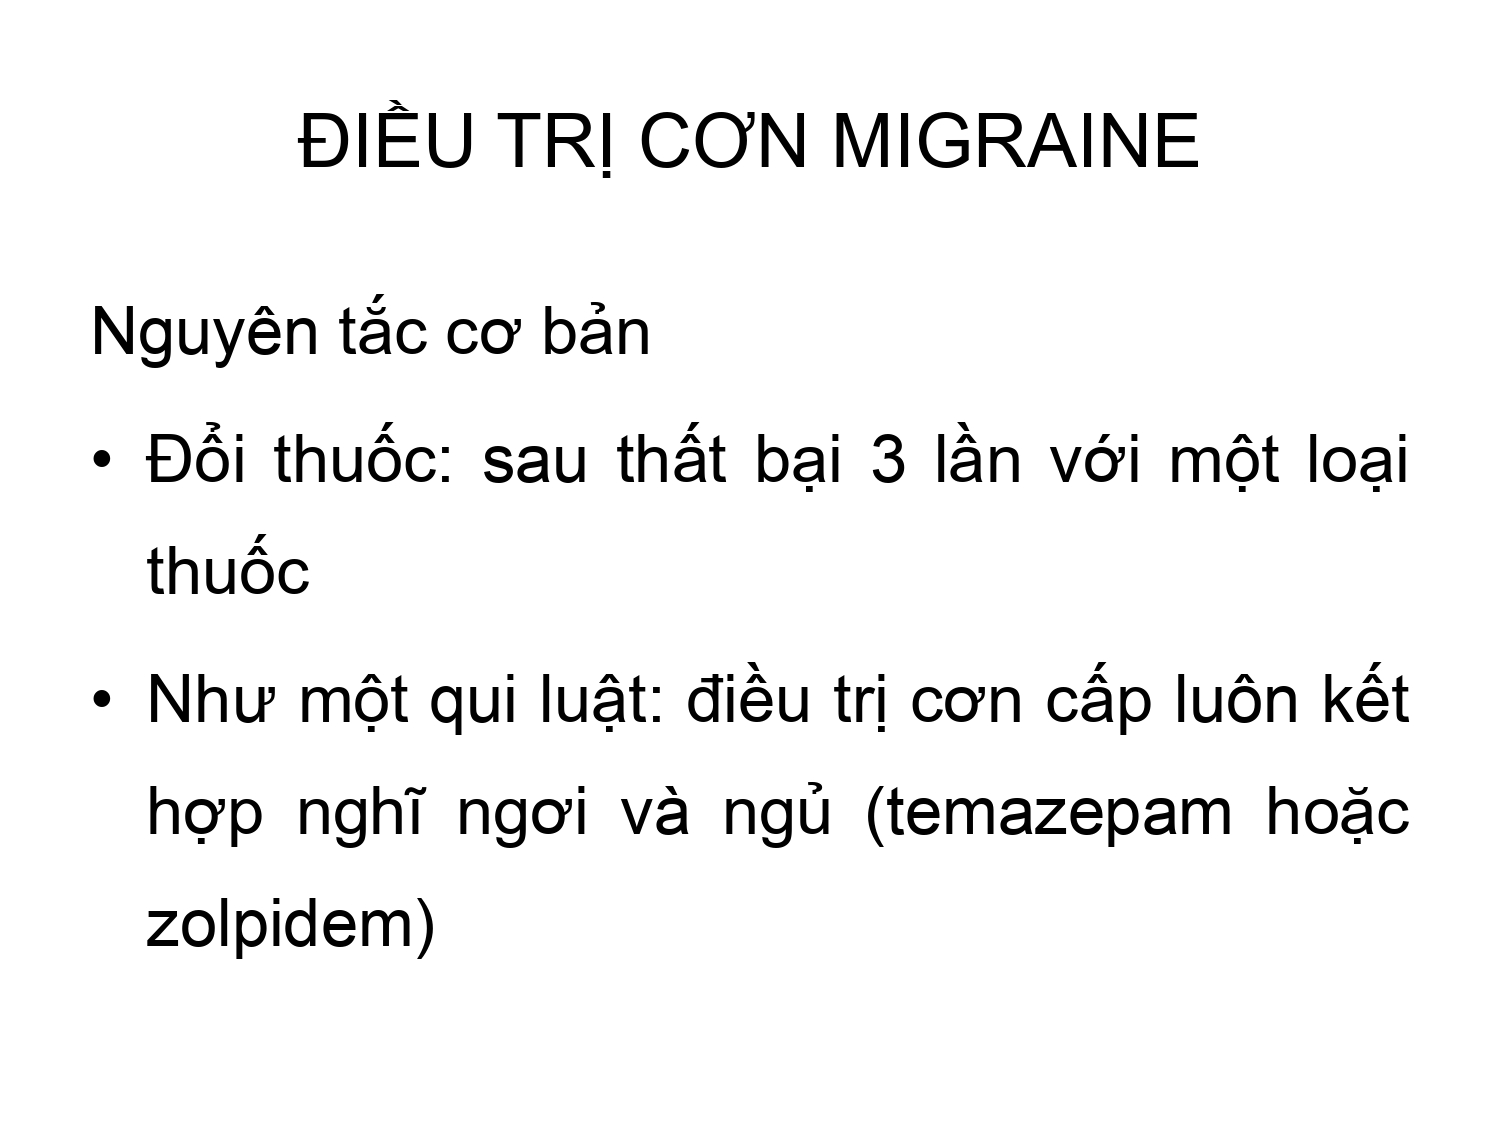 ĐIỀU TRỊ CƠN MIGRAINE
Nguyên tắc cơ bản
• Đổi thuốc: sau thất bại 3 lần với một loại
thuốc
• Như một qui luật: điều trị cơn cấp luôn kết
hợp nghĩ ngơi và ngủ (temazepam hoặc
zolpidem)